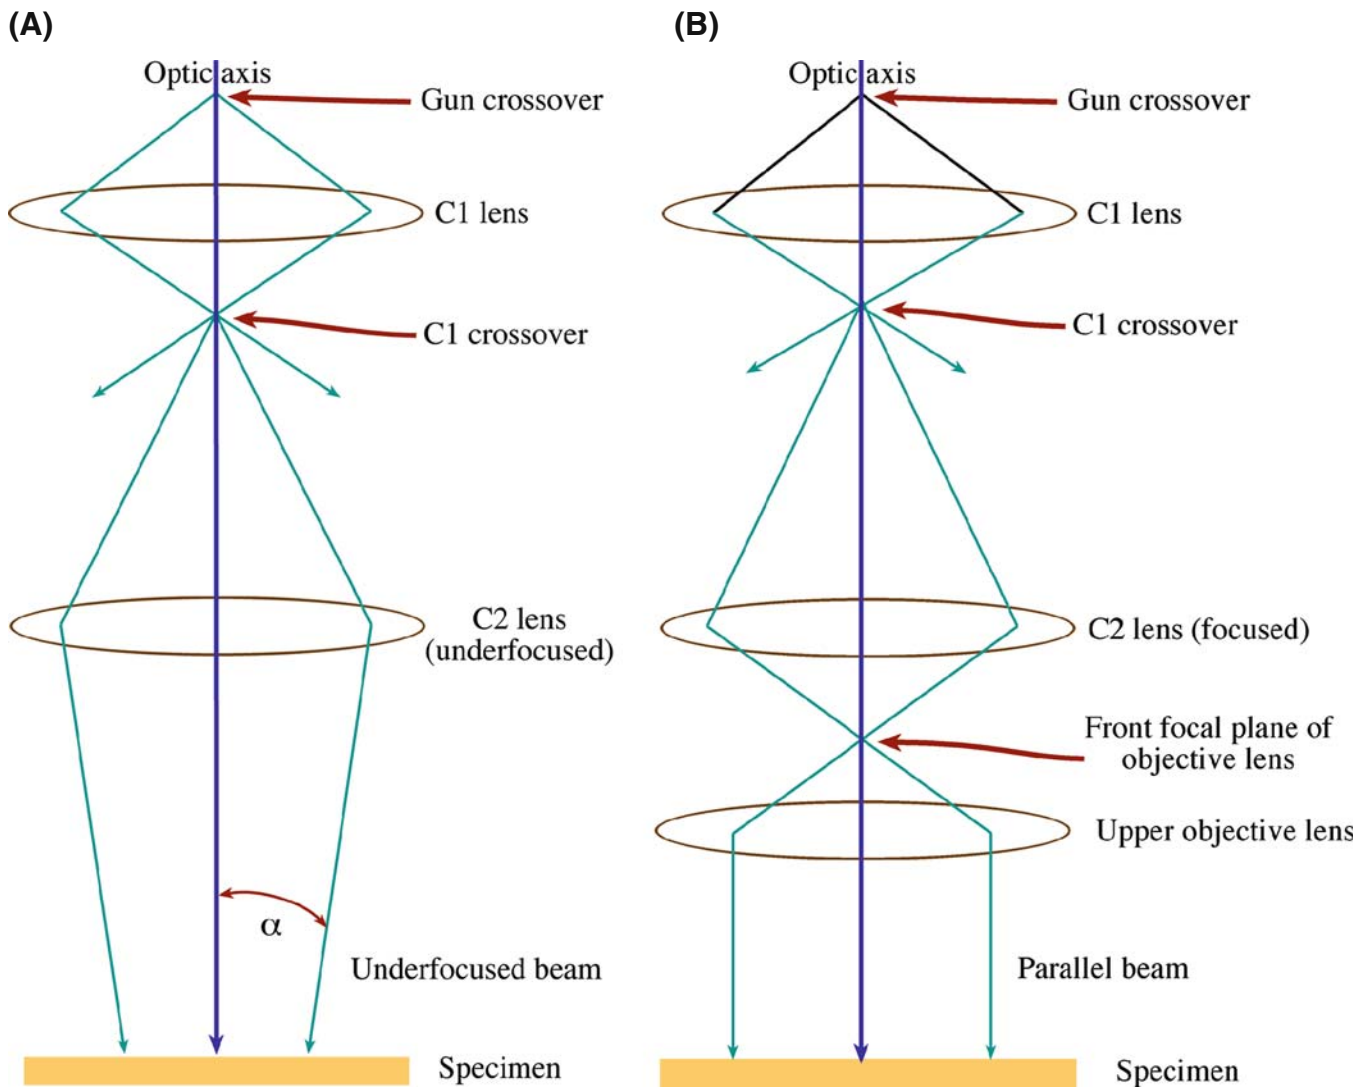 (A)
Optic axis
Gun crossover
C1 lens
C1 crossover
C2 lens
(underfocused)
α
Underfocused beam
Specimen
(B)
Optic axis
Gun crossover
C1 lens
C1 crossover
C2 lens (focused)
Front focal plane of
objective lens
Upper objective lens
Parallel beam
Specimen